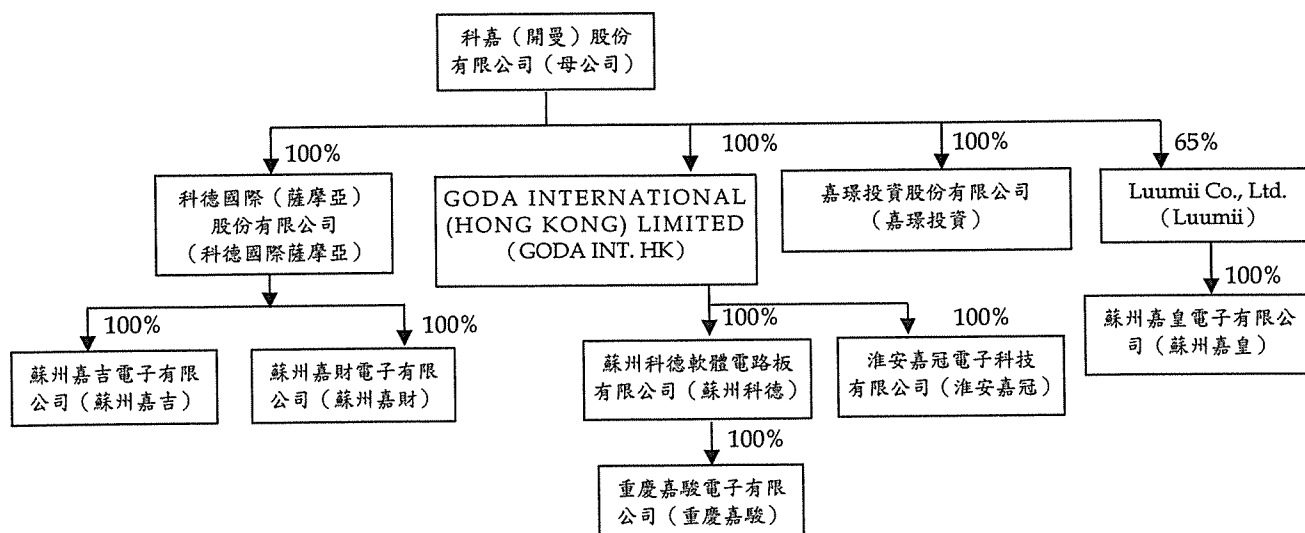 科嘉（開曼）股份
有限公司（母公司）
100%
100%
100%
65%
科德國際（薩摩亞）
股份有限公司
（科德國際薩摩亞）
GODA INTERNATIONAL
(HONG KONG) LIMITED
（GODA INT. HK）
嘉璟投資股份有限公司
（嘉璟投資）
Luumii Co., Ltd.
（Luumii）
100%
100%
100%
100%
100%
蘇州嘉吉電子有限
公司（蘇州嘉吉）
蘇州嘉財電子有限
公司（蘇州嘉財）
蘇州科德軟體電路板
有限公司（蘇州科德）
淮安嘉冠電子科技
有限公司（淮安嘉冠）
蘇州嘉皇電子有限公
司（蘇州嘉皇）
100%
重慶嘉駿電子有限
公司（重慶嘉駿）